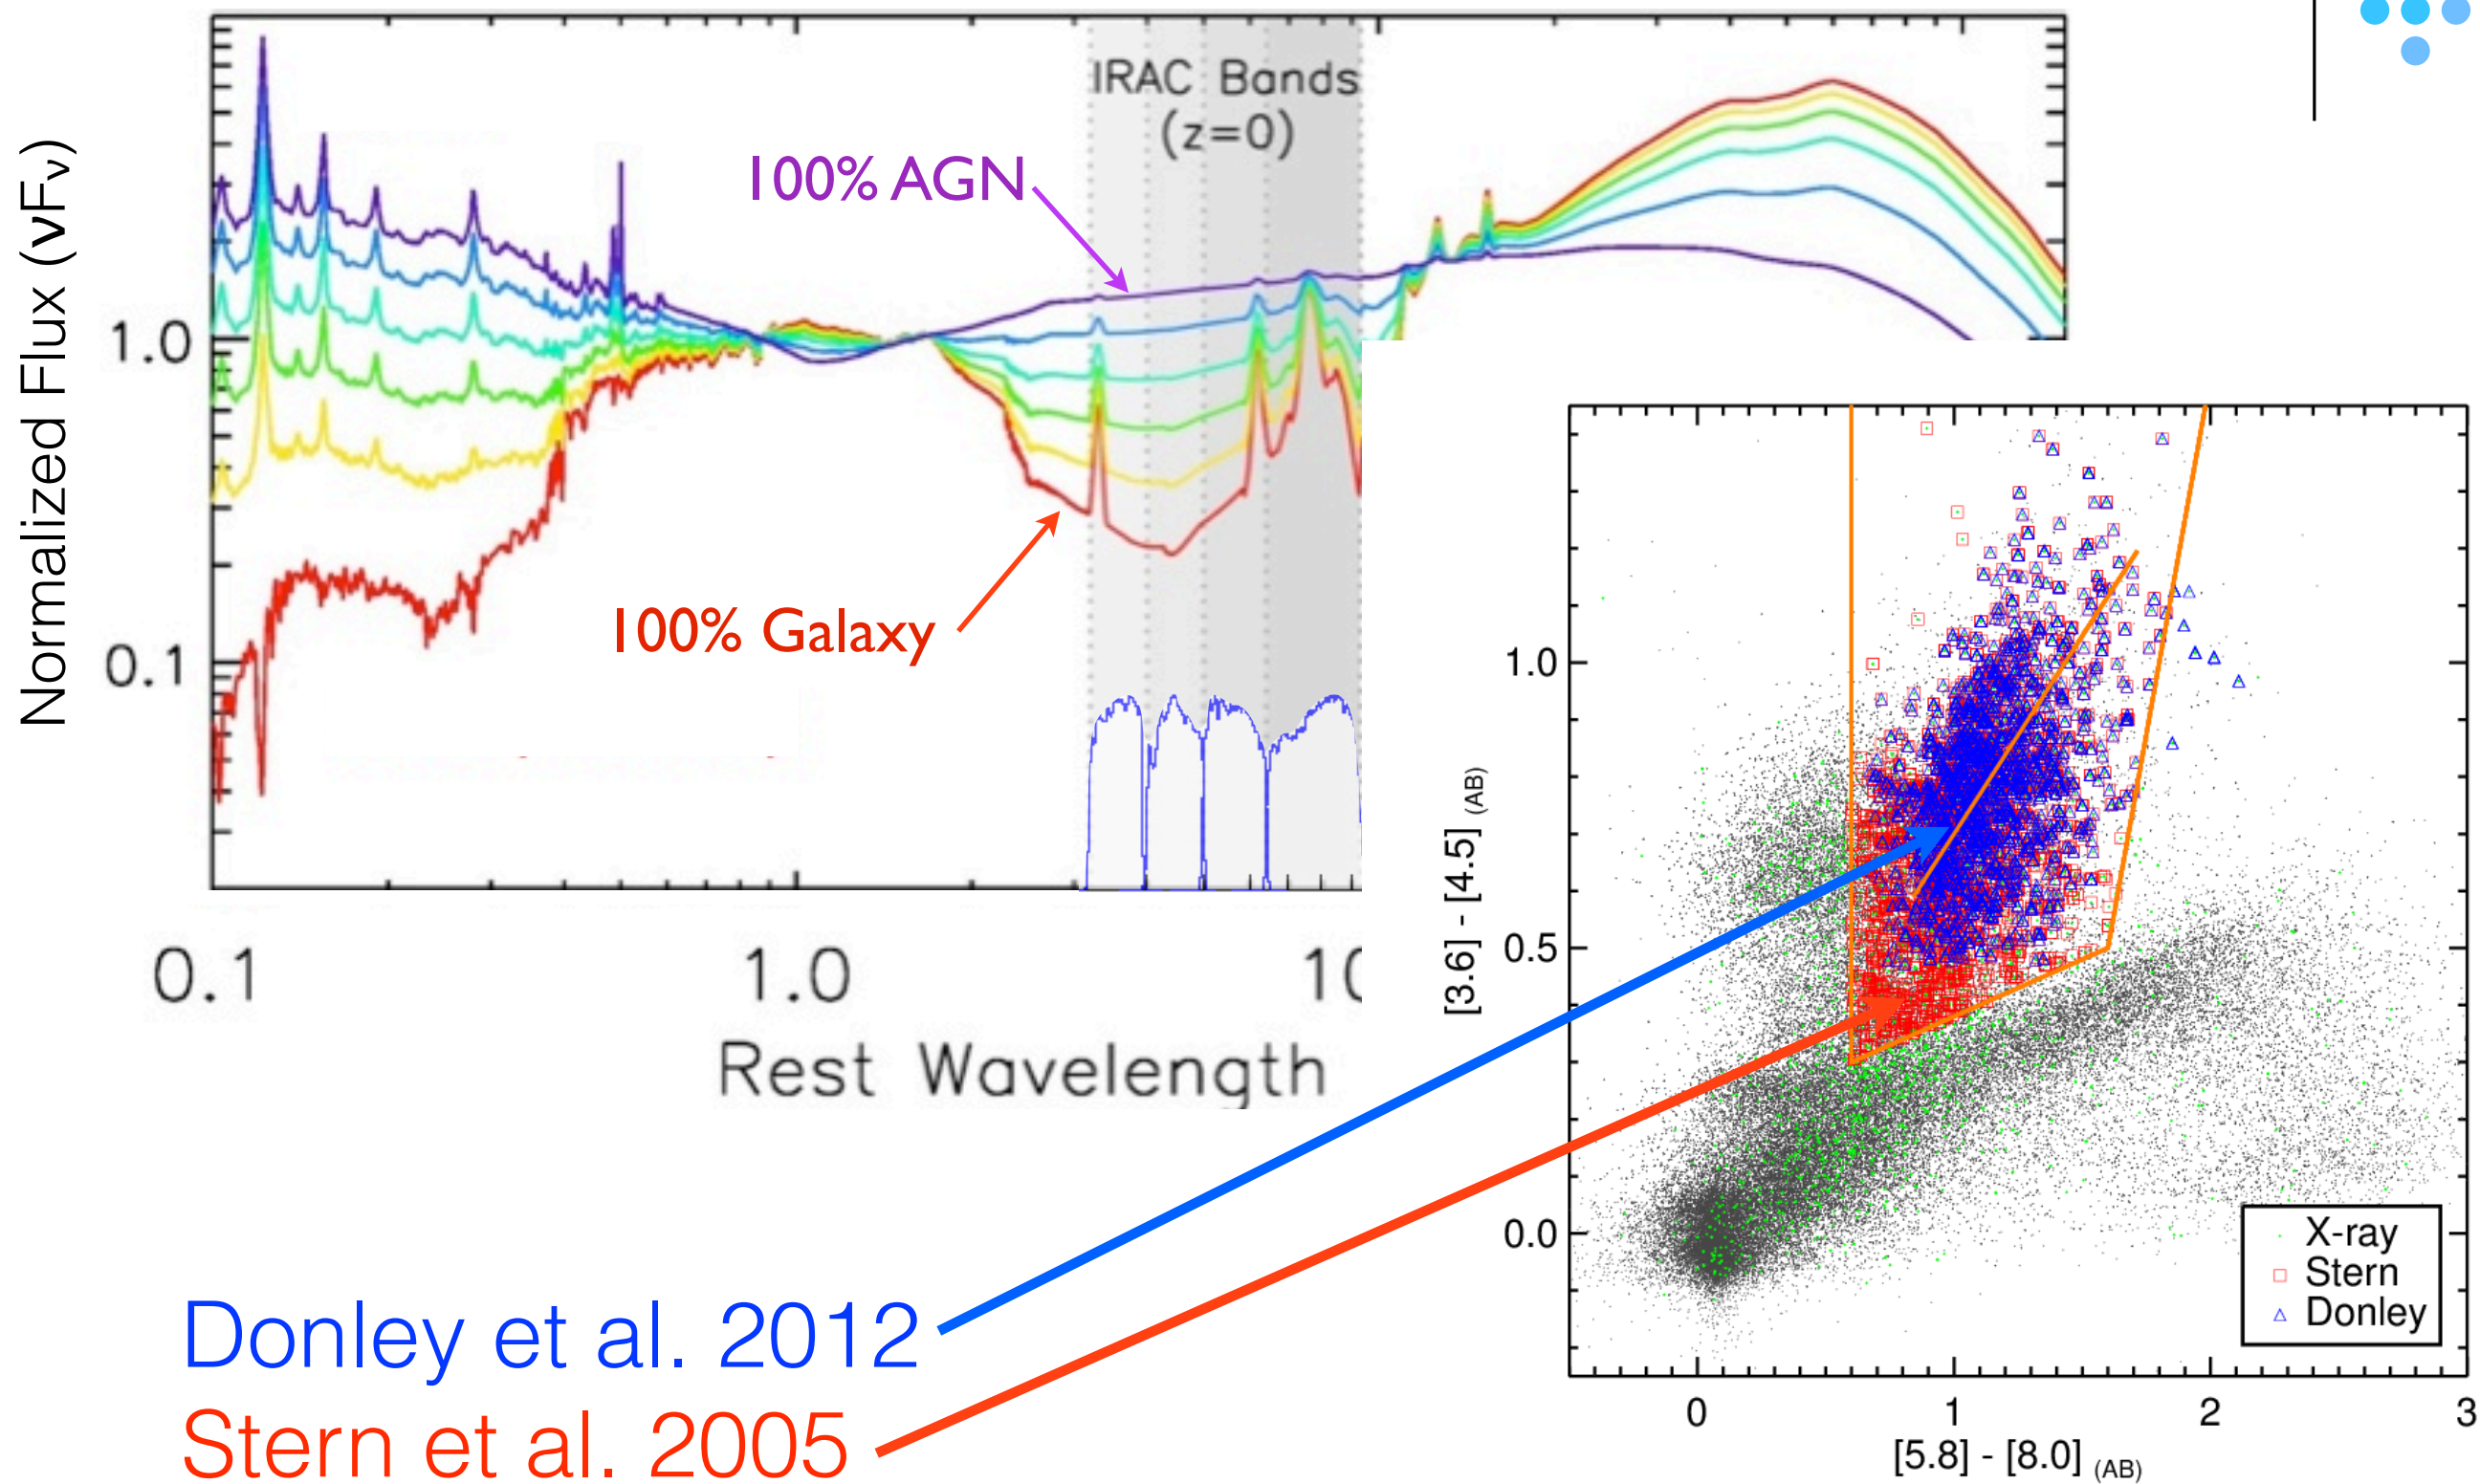 Normalized Flux (νFν)
1.0
0.1
IRAC Bands
(z=0)
100% AGN
100% Galaxy
0.1
1.0
10
Rest Wavelength
[3.6] - [4.5] (AB)
1.0
0.5
0.0
X-ray
Stern
Donley
0
1
2
3
[5.8] - [8.0] (AB)
Donley et al. 2012
Stern et al. 2005